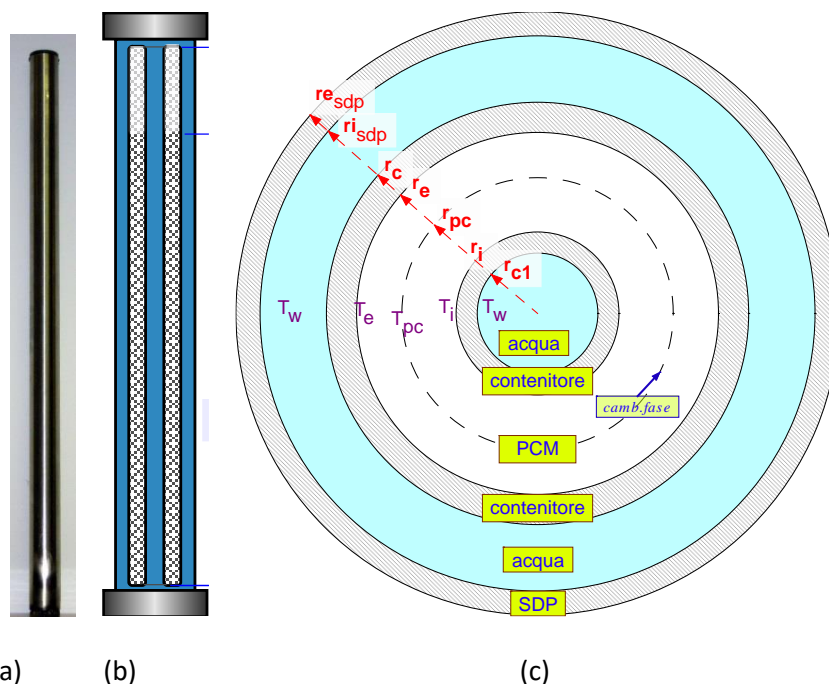 re_sdp
ri_sdp
r_c
r_e
r_pc
r_i
r_c1
T_w
T_e
T_pc
T_i
T_w
acqua
contenitore
camb.fase
PCM
contenitore
acqua
SDP
a)
(b)
(c)